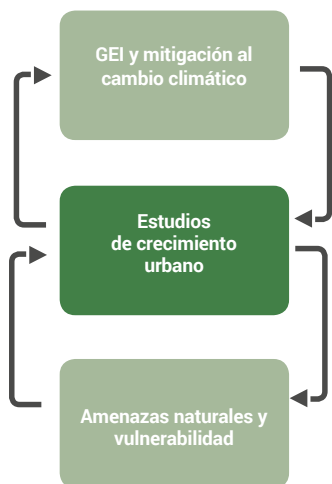 GEI y mitigación al
cambio climático
Estudios
de crecimiento
urbano
Amenazas naturales y
vulnerabilidad